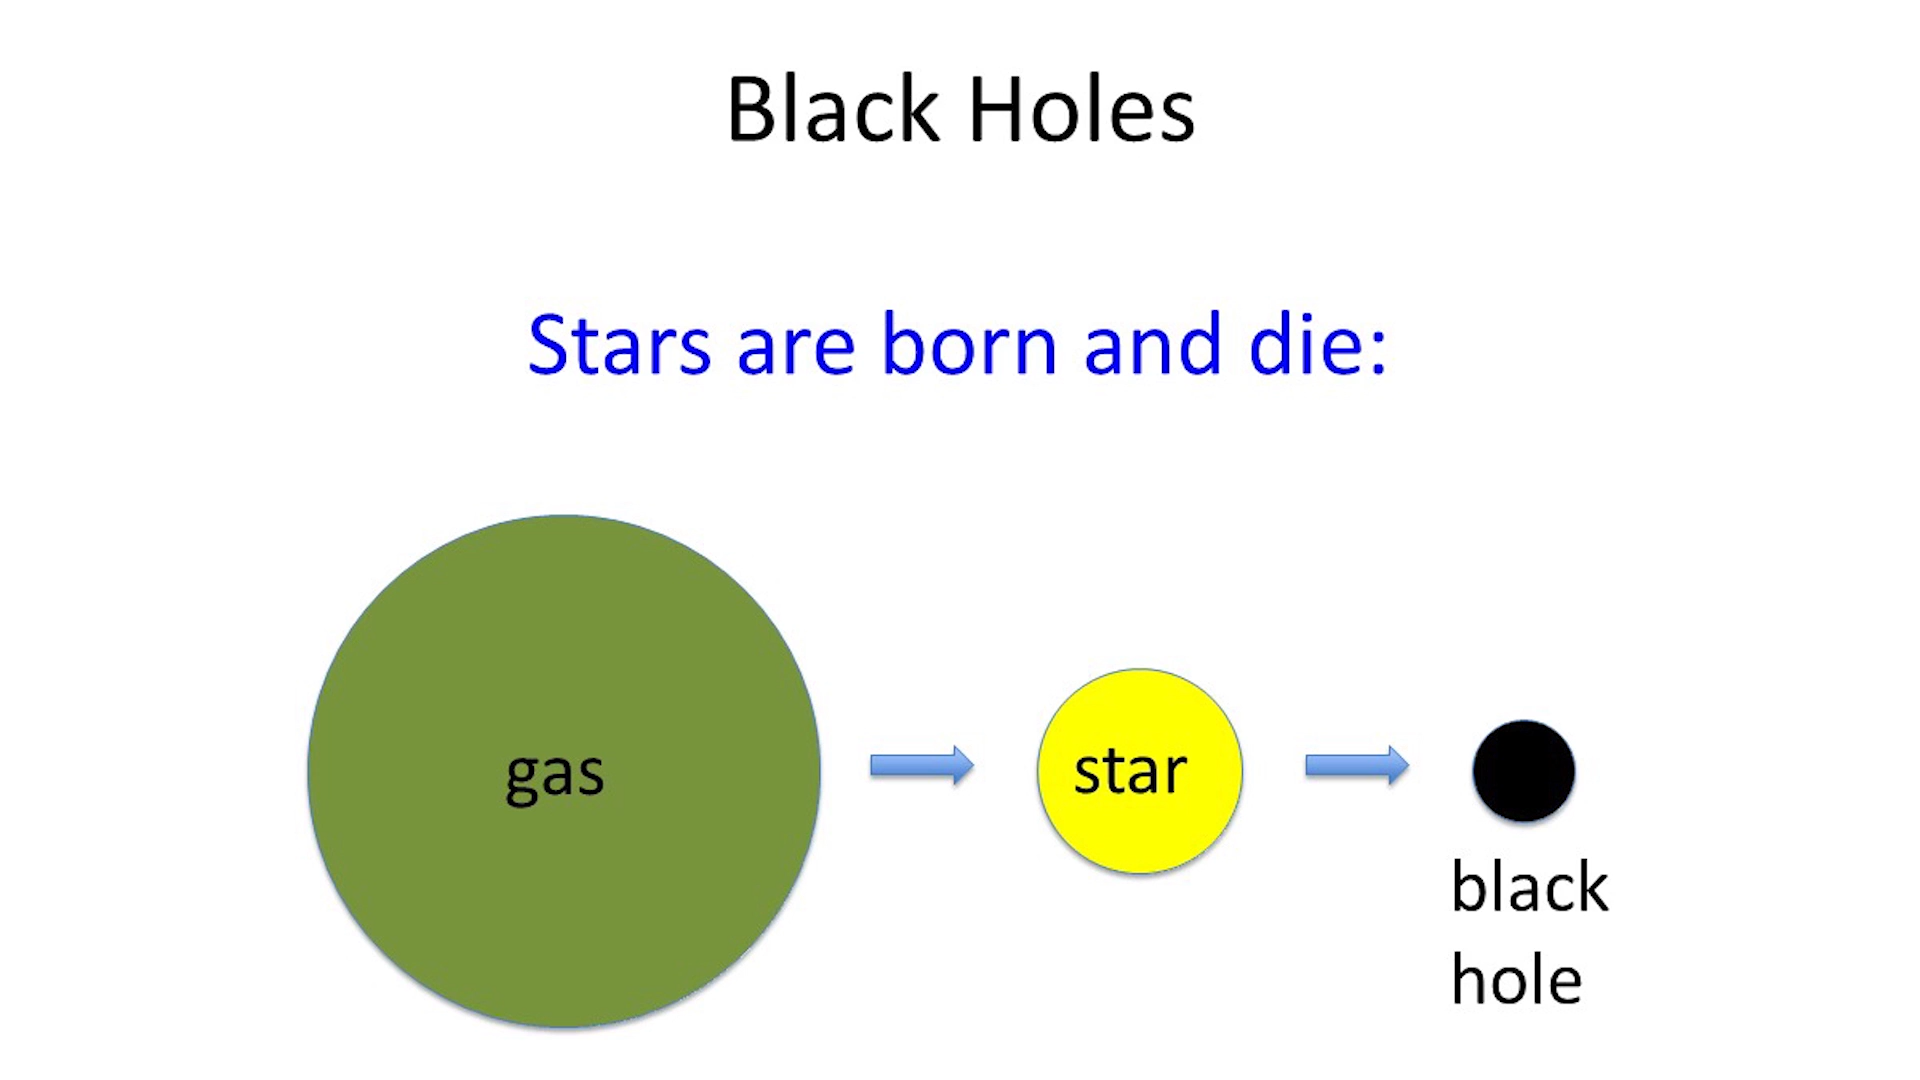 Black Holes
Stars are born and die:
gas
star
black
hole